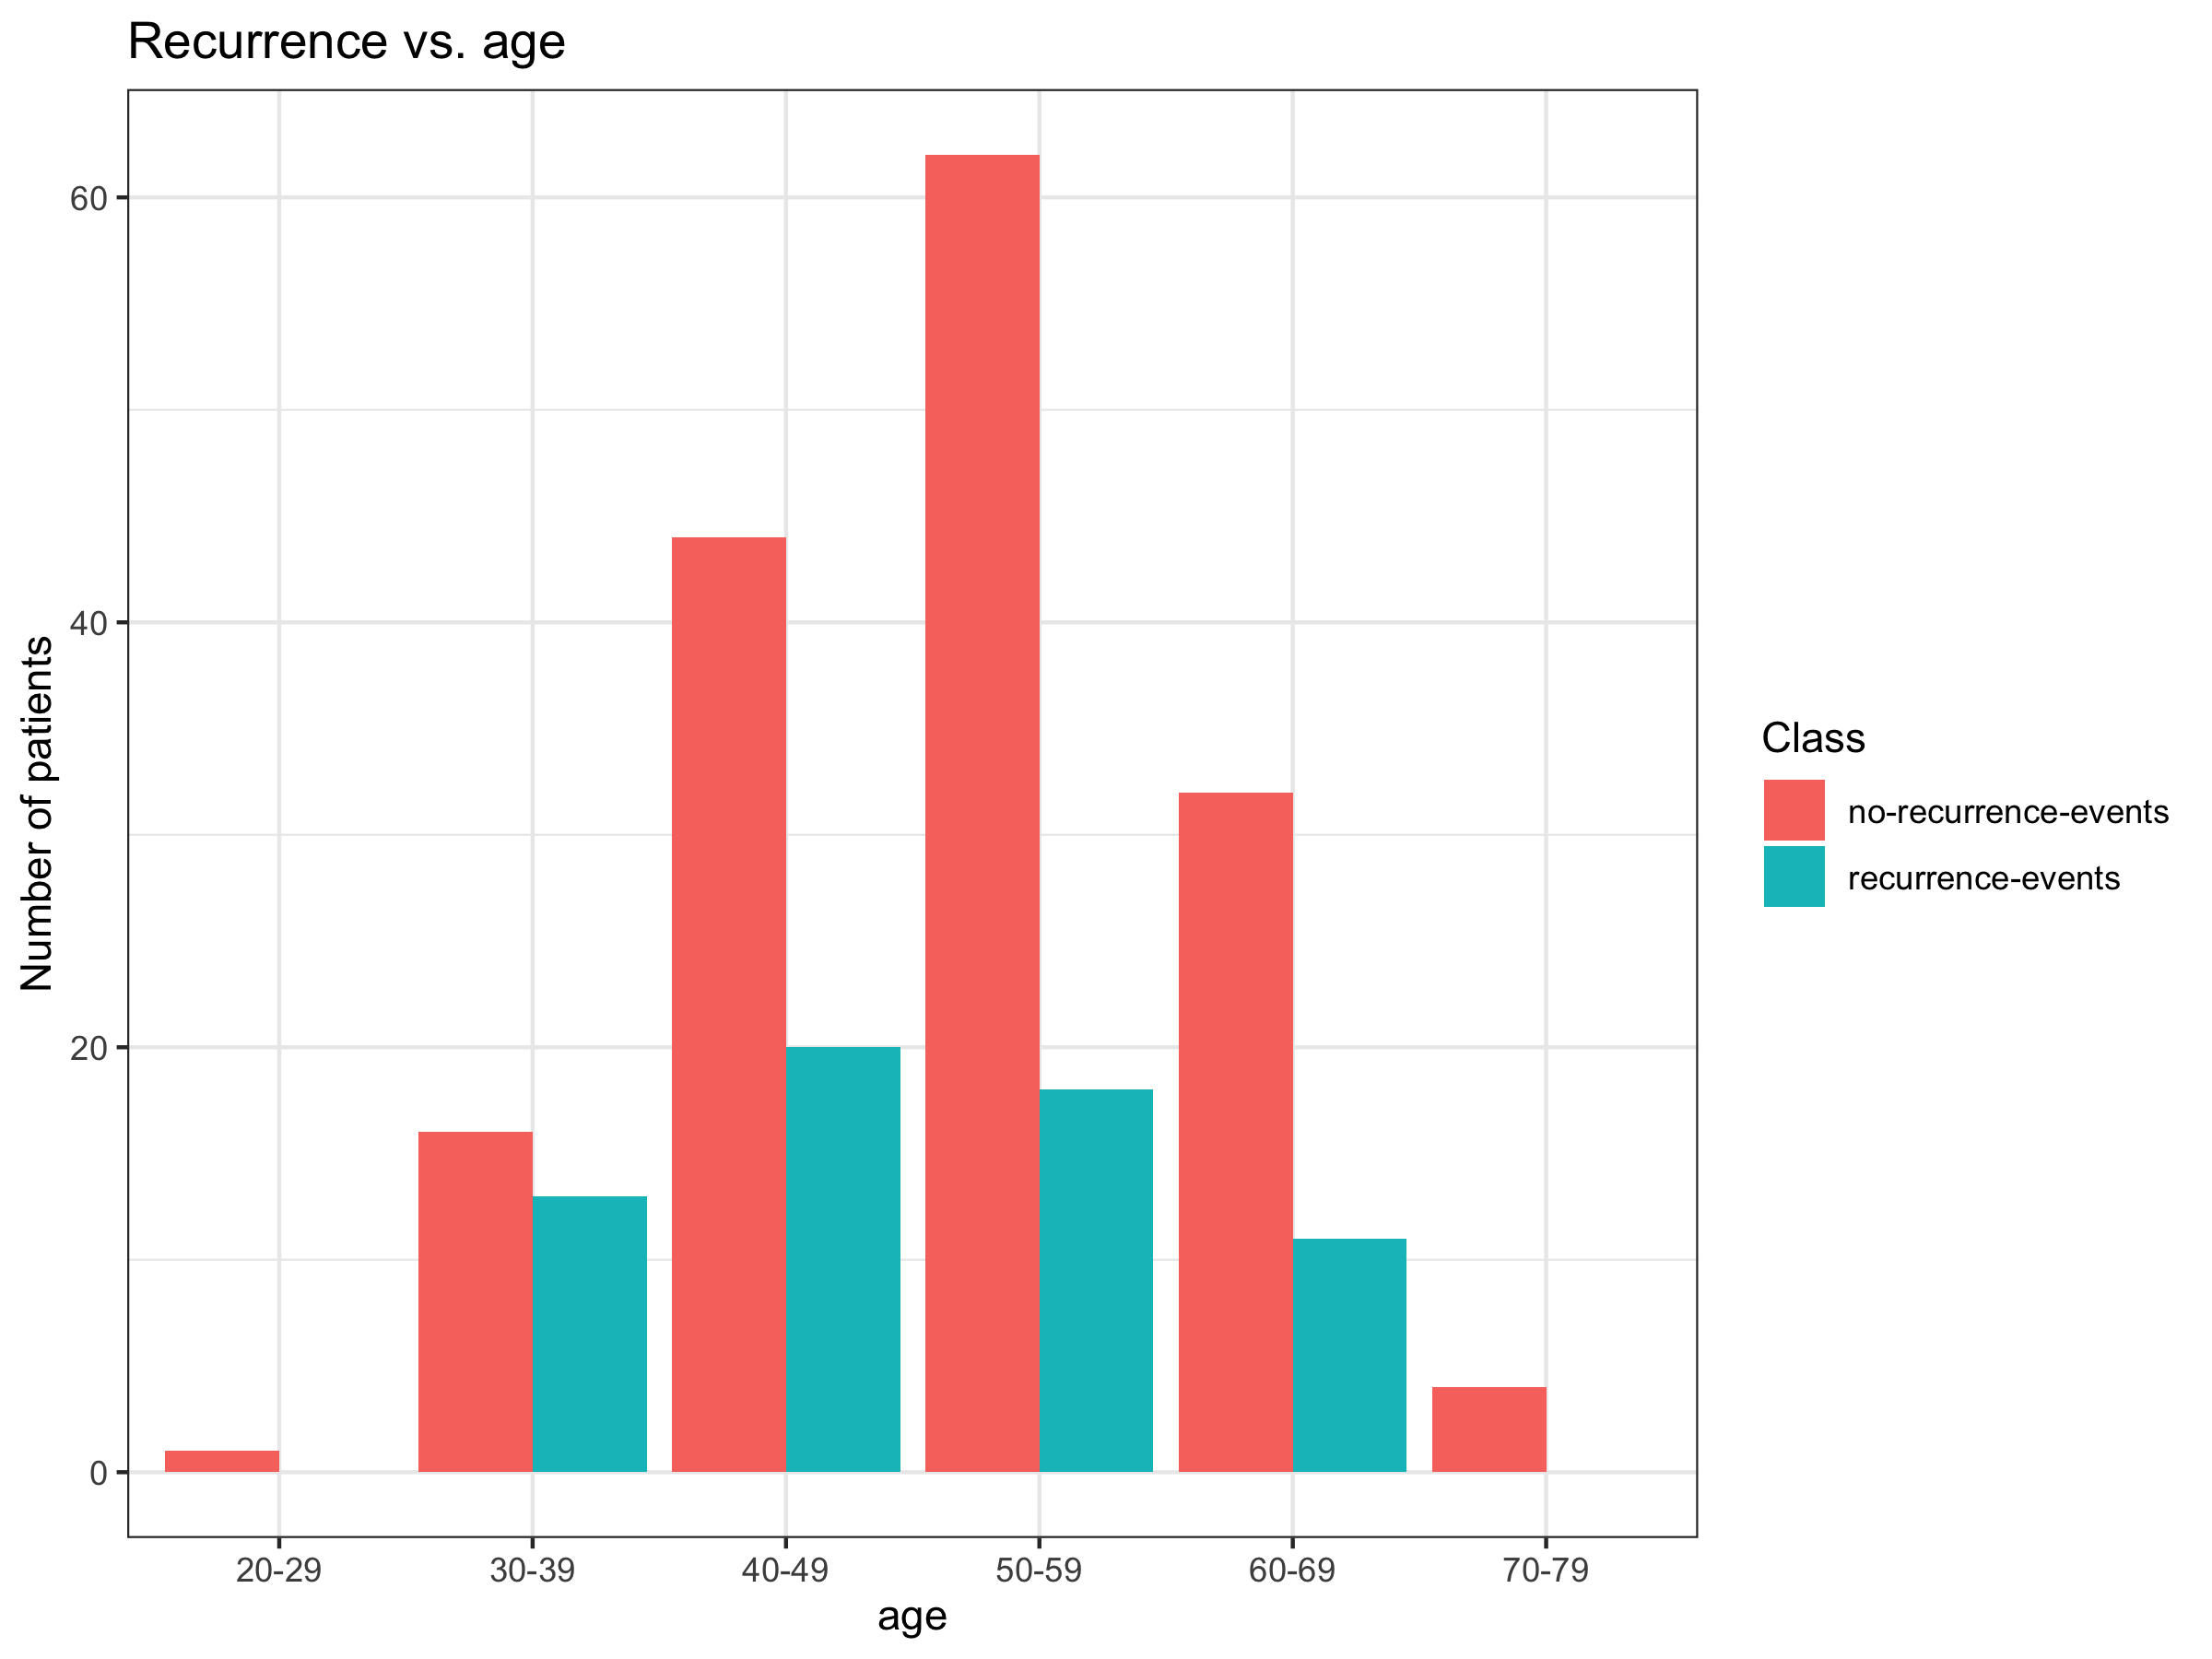 Recurrence vs. age
Number of patients
60
40
20
0
20-29
30-39
40-49
50-59
60-69
70-79
age
Class
no-recurrence-events
recurrence-events